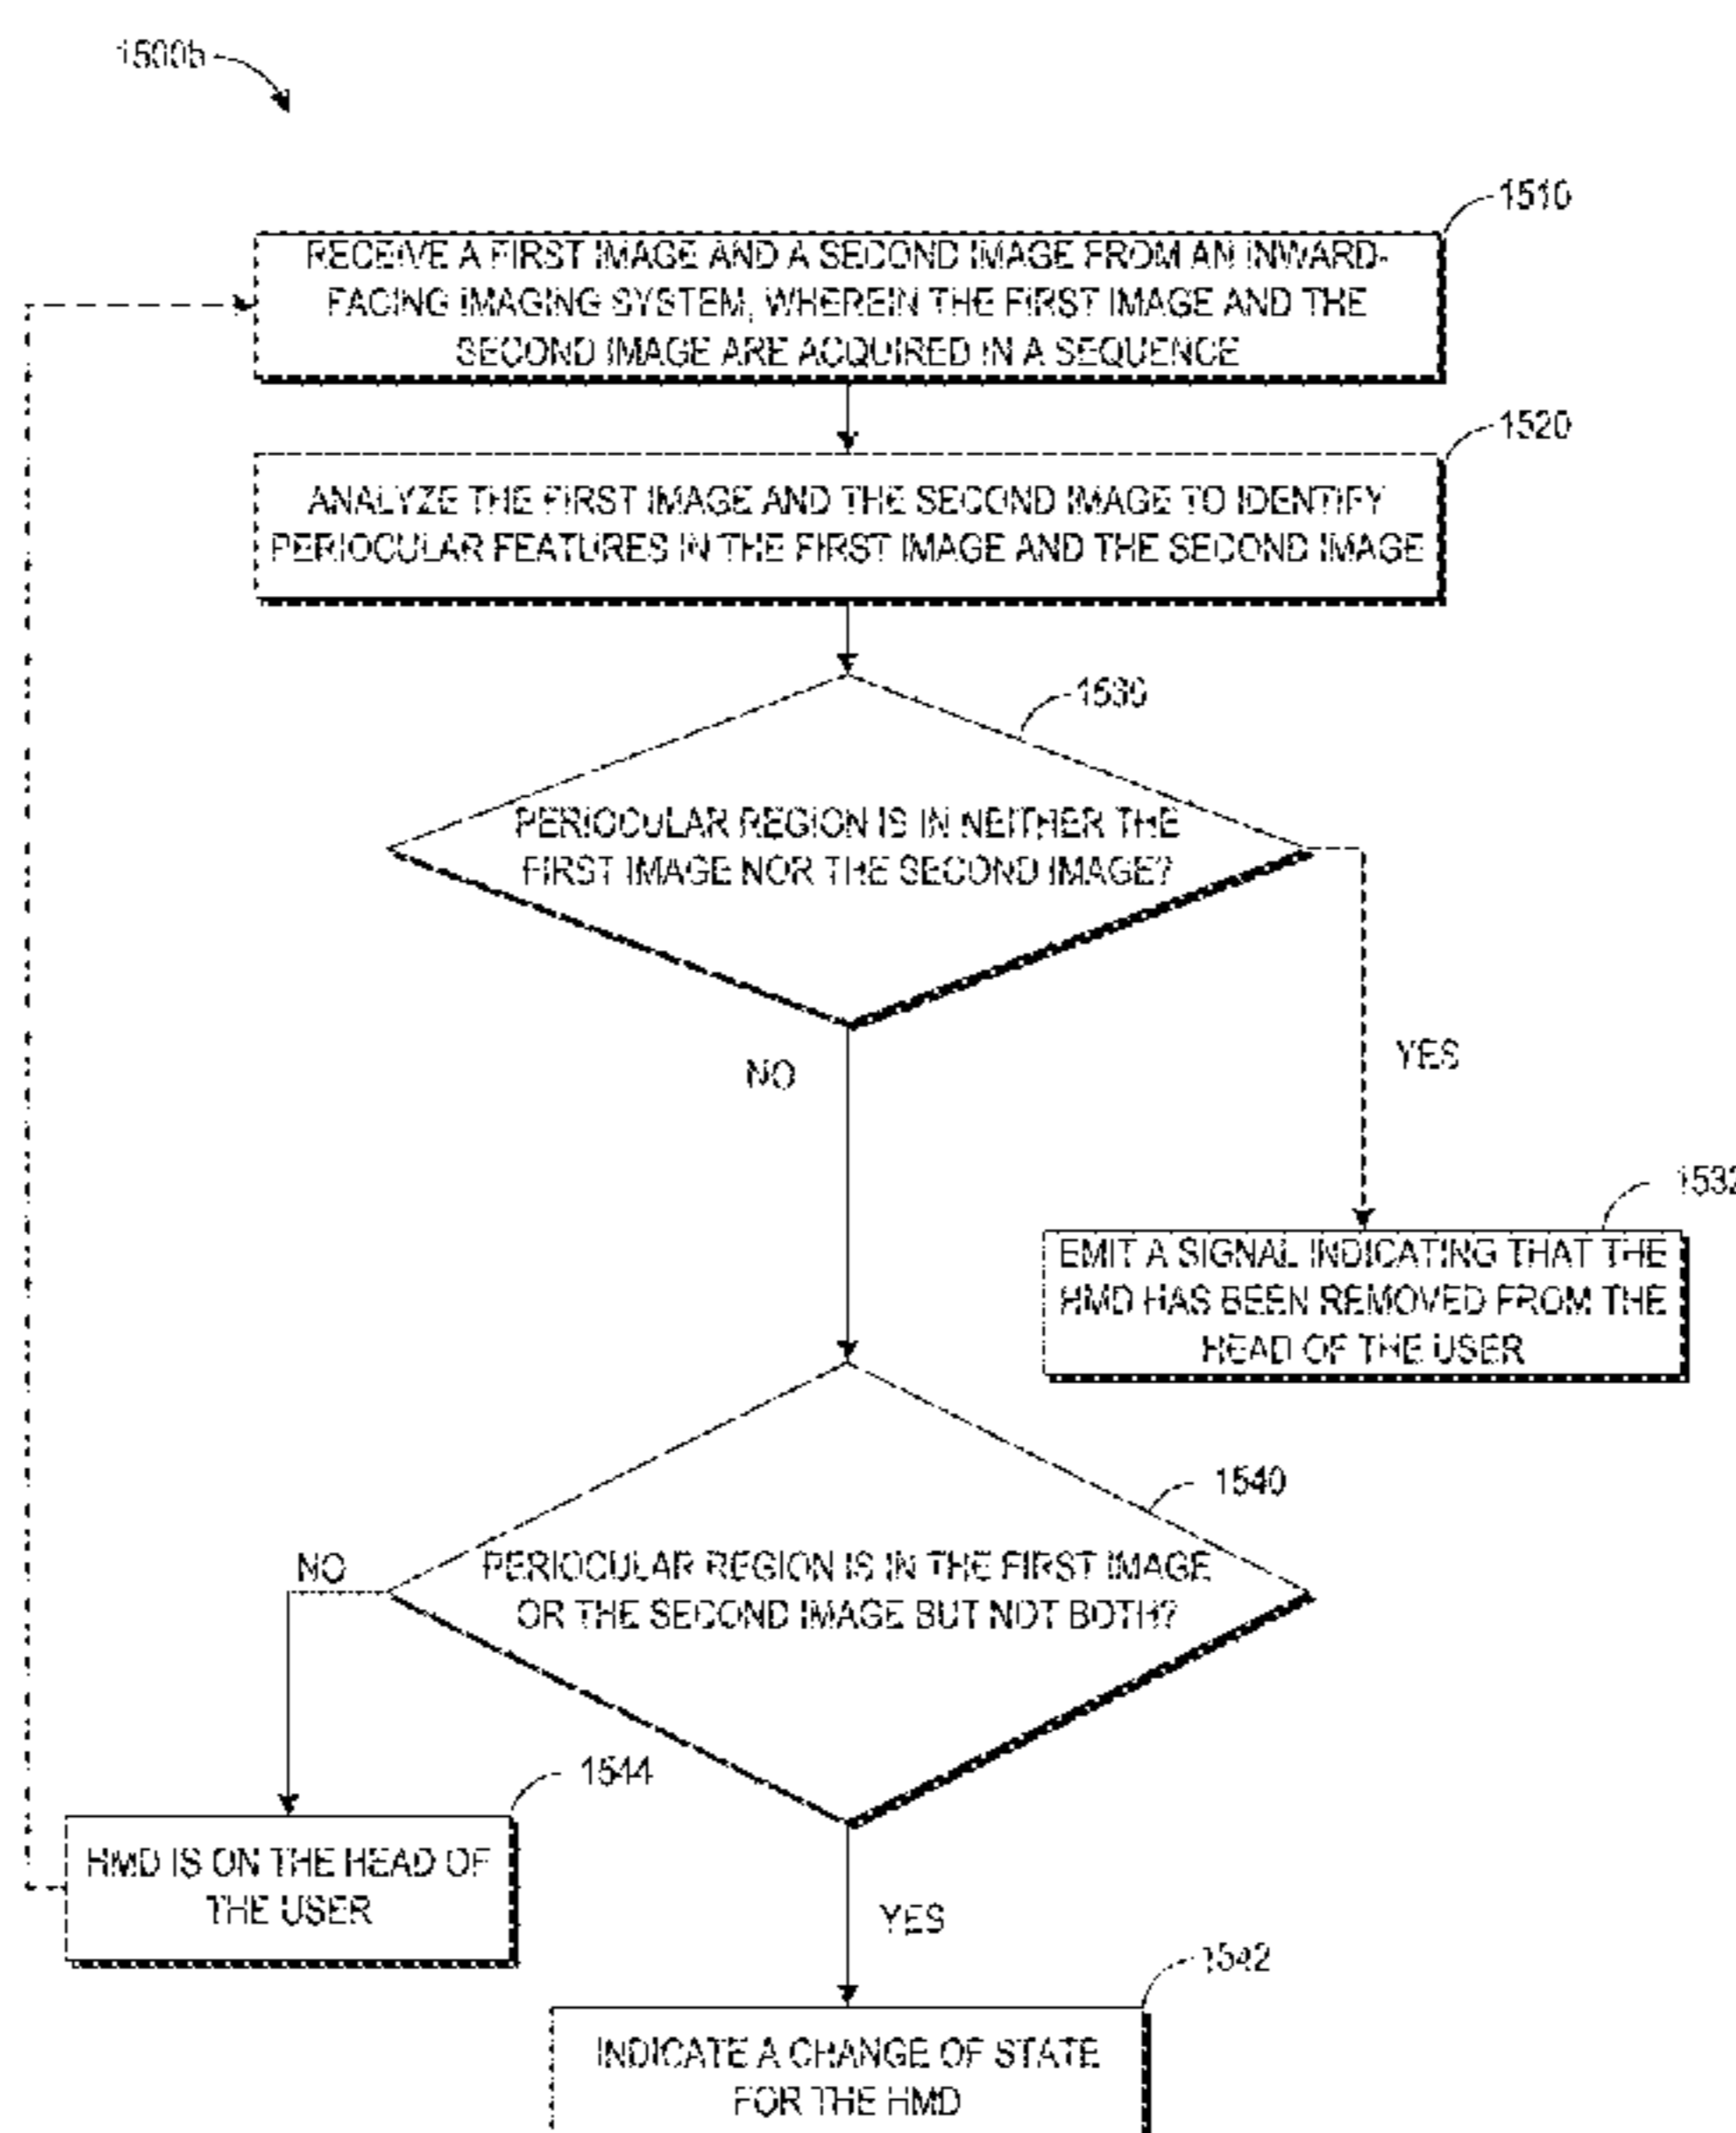 1500b
1510
RECEIVE A FIRST IMAGE AND A SECOND IMAGE FROM AN INWARD-
FACING IMAGING SYSTEM, WHEREIN THE FIRST IMAGE AND THE
SECOND IMAGE ARE ACQUIRED IN A SEQUENCE
1520
ANALYZE THE FIRST IMAGE AND THE SECOND IMAGE TO IDENTIFY
PERIOCULAR FEATURES IN THE FIRST IMAGE AND THE SECOND IMAGE
1530
PERIOCULAR REGION IS IN NEITHER THE
FIRST IMAGE NOR THE SECOND IMAGE?
NO
YES
1532
EMIT A SIGNAL INDICATING THAT THE
HMD HAS BEEN REMOVED FROM THE
HEAD OF THE USER
1540
PERIOCULAR REGION IS IN THE FIRST IMAGE
OR THE SECOND IMAGE BUT NOT BOTH?
NO
1544
HMD IS ON THE HEAD OF
THE USER
YES
1542
INDICATE A CHANGE OF STATE
FOR THE HMD